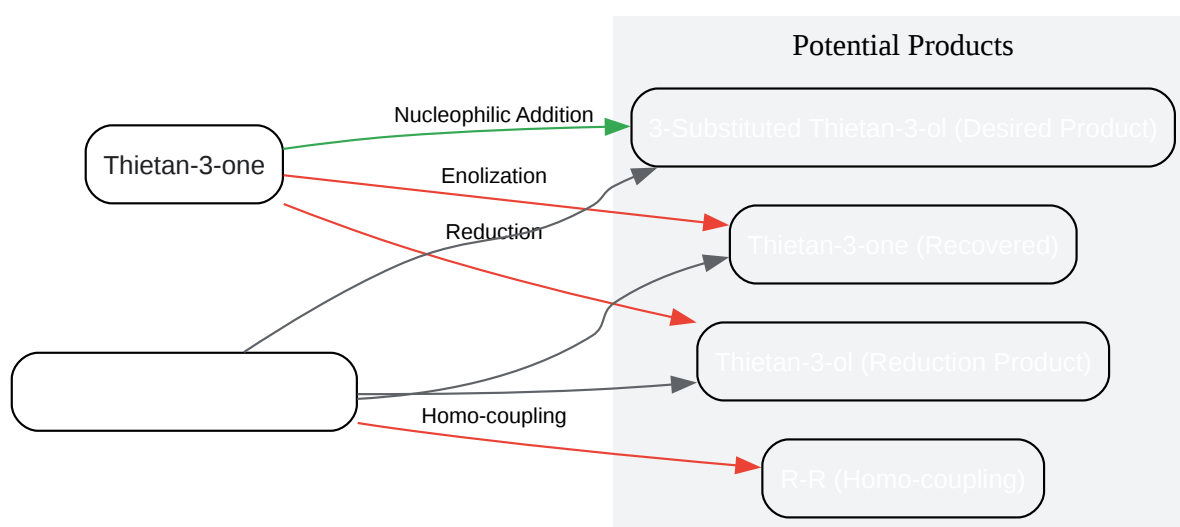 Potential Products
Nucleophilic Addition
3-Substituted Thietan-3-ol (Desired Product)
Thietan-3-one
Enolization
Reduction
Thietan-3-one (Recovered)
Thietan-3-ol (Reduction Product)
Homo-coupling
R-R (Homo-coupling)